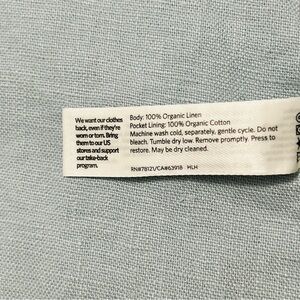 We want our clothes
back, even if they're
worn or torn. Bring
them to our US
stores and support
our take-back
program.
Body: 100% Organic Linen
Pocket Lining: 100% Organic Cotton
Machine wash cold, separately, gentle cycle. Do not
bleach. Tumble dry low. Remove promptly. Press to
restore. May be dry cleaned.
RN#78121/CA#63918 HLH